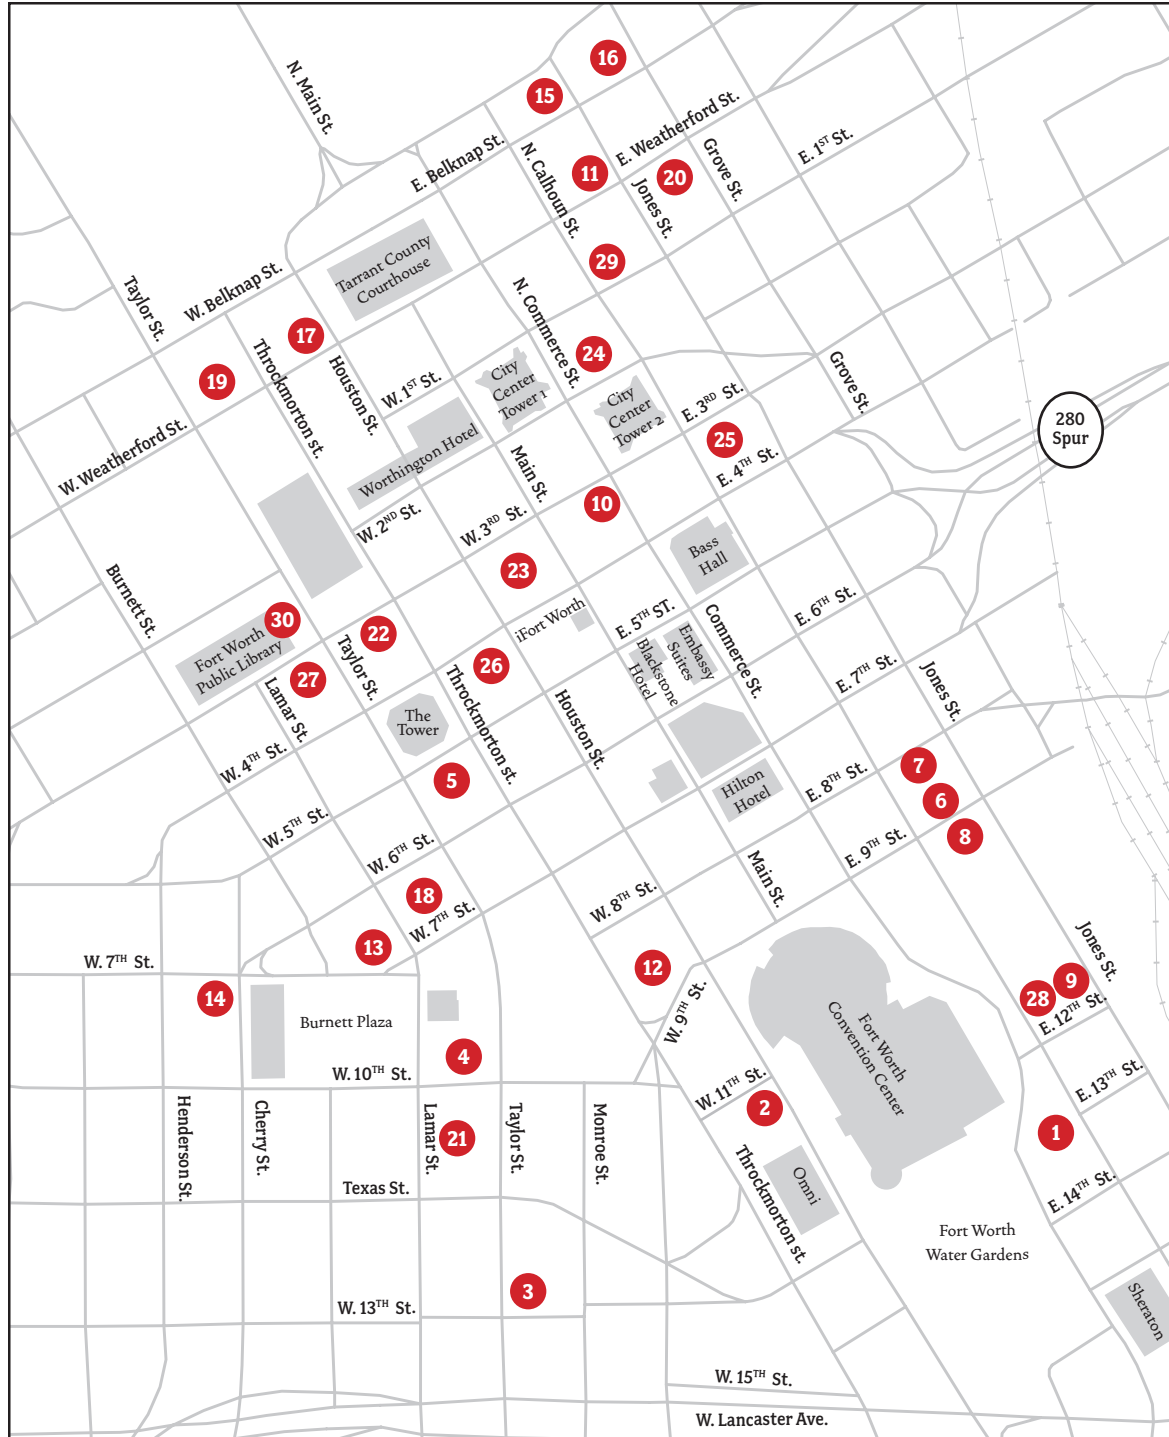 16
N. Main St.
15
E. Weatherford St.
E. Belknap St.
N. Calhoun St.
11
20
Grove St.
E. 1ST St.
Jones St.
29
Tarrant County
Courthouse
W. Belknap St.
Taylor St.
17
19
Throckmorton st.
Houston St.
N. Commerce St.
24
W. 1ST St.
City
Center
Tower 1
City
Center
Tower 2
E. 3RD St.
Grove St.
280
Spur
25
E. 4TH St.
W. Weatherford St.
Worthington Hotel
Main St.
10
W. 2ND St.
W. 3RD St.
Bass
Hall
23
Burnett St.
30
Fort Worth
Public Library
22
Taylor St.
27
Lamar St.
iFort Worth
26
E. 5TH ST.
Blackstone
Hotel
Embassy
Suites
Commerce St.
E. 6TH St.
E. 7TH St.
Jones St.
The
Tower
Throckmorton st.
Houston St.
W. 4TH St.
5
7
6
8
Hilton
Hotel
E. 8TH St.
E. 9TH St.
W. 5TH St.
W. 6TH St.
18
W. 7TH St.
13
W. 8TH St.
Main St.
12
W. 7TH St.
14
Burnett Plaza
W. 9TH St.
Fort Worth
Convention Center
Jones St.
9
28
E. 12TH St.
4
W. 10TH St.
W. 11TH St.
2
E. 13TH St.
1
Henderson St.
Cherry St.
Lamar St.
21
Taylor St.
Monroe St.
Texas St.
Throckmorton st.
Omni
E. 14TH St.
Fort Worth
Water Gardens
3
W. 13TH St.
Sheraton
W. 15TH St.
W. Lancaster Ave.